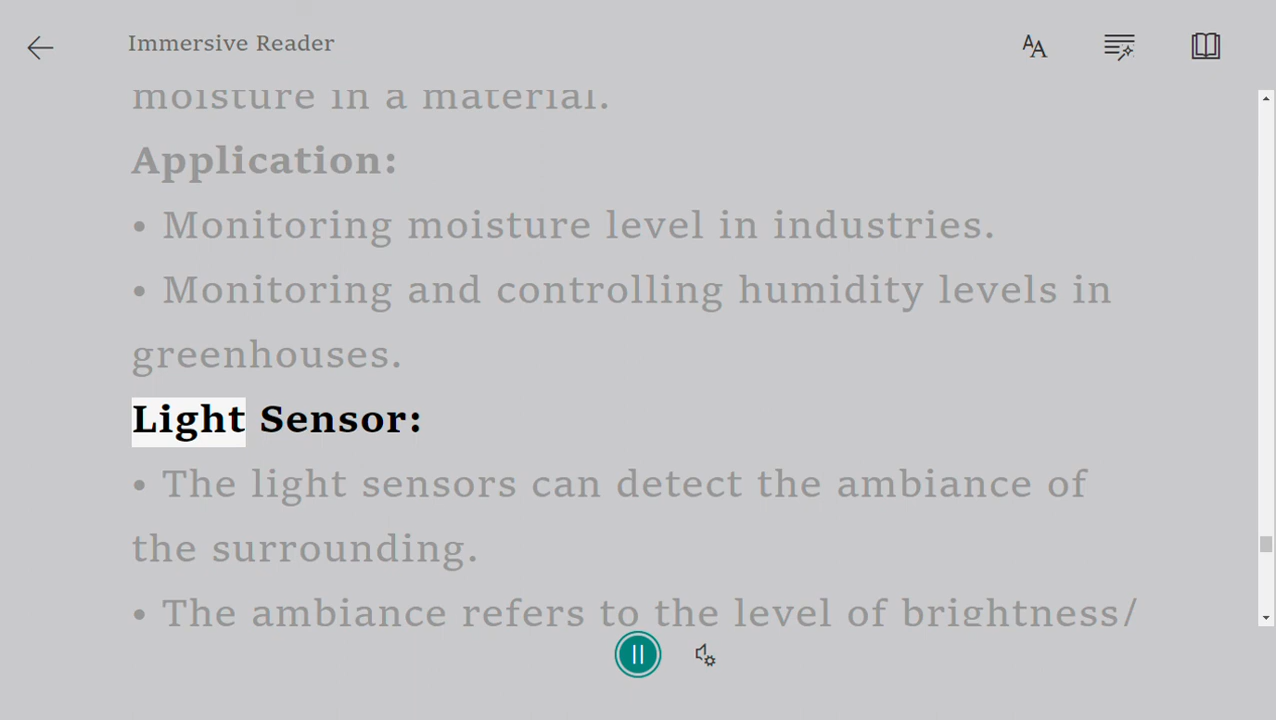 Immersive Reader
moisture in a material.
Application:
• Monitoring moisture level in industries.
• Monitoring and controlling humidity levels in
greenhouses.
Light Sensor:
• The light sensors can detect the ambiance of
the surrounding.
• The ambiance refers to the level of brightness/